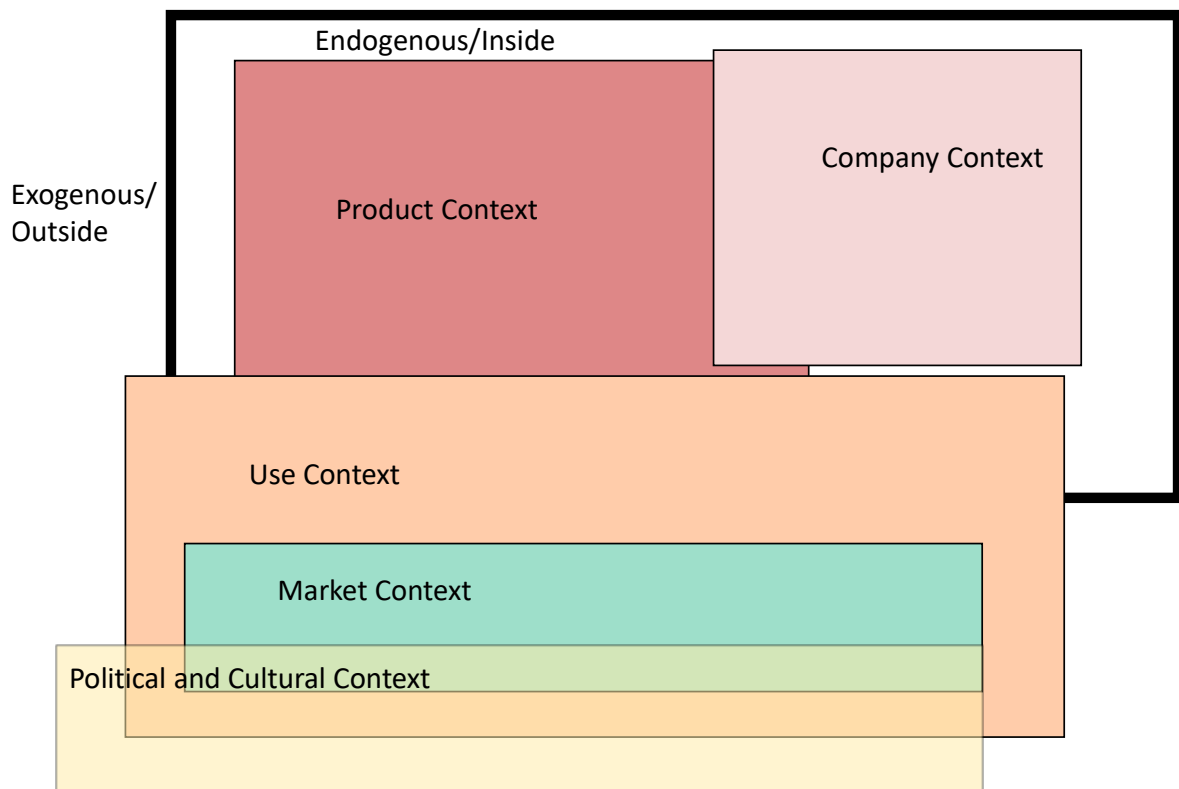 Endogenous/Inside
Company Context
Exogenous/
Outside
Product Context
Use Context
Market Context
Political and Cultural Context